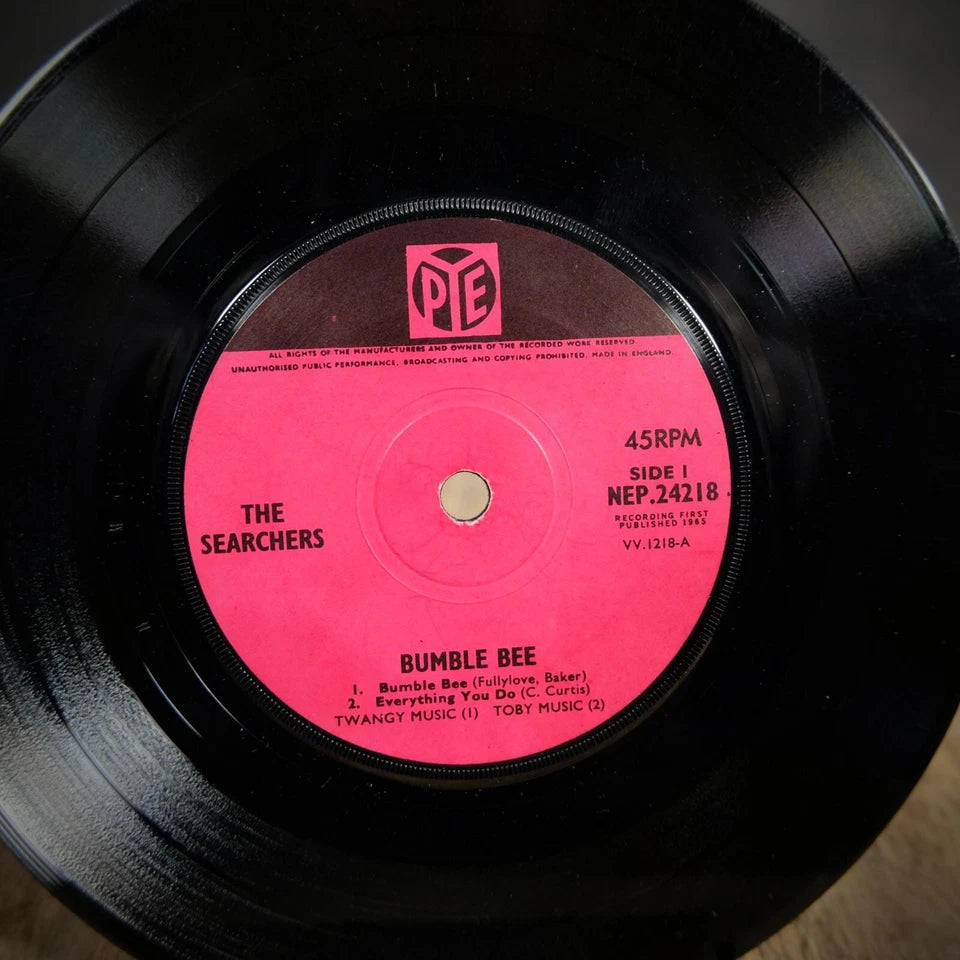 PYE
ALL RIGHTS OF THE MANUFACTURERS AND OWNER OF THE RECORDED WORK RESERVED.
UNAUTHORISED PUBLIC PERFORMANCE, BROADCASTING AND COPYING PROHIBITED. MADE IN ENGLAND.
45RPM
SIDE 1
NEP.24218
RECORDING FIRST
PUBLISHED 1965
VV.1218-A
THE
SEARCHERS
BUMBLE BEE
1. Bumble Bee (Fullylove, Baker)
2. Everything You Do (C. Curtis)
TWANGY MUSIC (1) TOBY MUSIC (2)